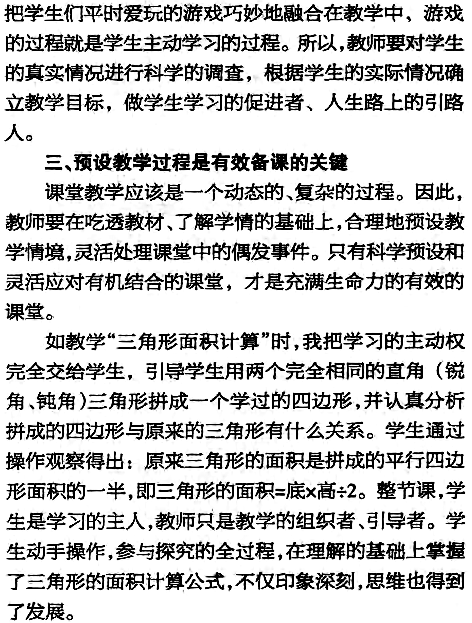 把学生们平时爱玩的游戏巧妙地融合在教学中，游戏
的过程就是学生主动学习的过程。所以，教师要对学生
的真实情况进行科学的调查，根据学生的实际情况确
立教学目标，做学生学习的促进者、人生路上的引路
人。
三、预设教学过程是有效备课的关键
课堂教学应该是一个动态的、复杂的过程。因此，
教师要在吃透教材、了解学情的基础上，合理地预设教
学情境，灵活处理课堂中的偶发事件。只有科学预设和
灵活应对有机结合的课堂，才是充满生命力的有效的
课堂。
如教学“三角形面积计算”时，我把学习的主动权
完全交给学生，引导学生用两个完全相同的直角（锐
角、钝角）三角形拼成一个学过的四边形，并认真分析
拼成的四边形与原来的三角形有什么关系。学生通过
操作观察得出：原来三角形的面积是拼成的平行四边
形面积的一半，即三角形的面积=底×高÷2。整节课，学
生是学习的主人，教师只是教学的组织者、引导者。学
生动手操作，参与探究的全过程，在理解的基础上掌握
了三角形的面积计算公式，不仅印象深刻，思维也得到
了发展。